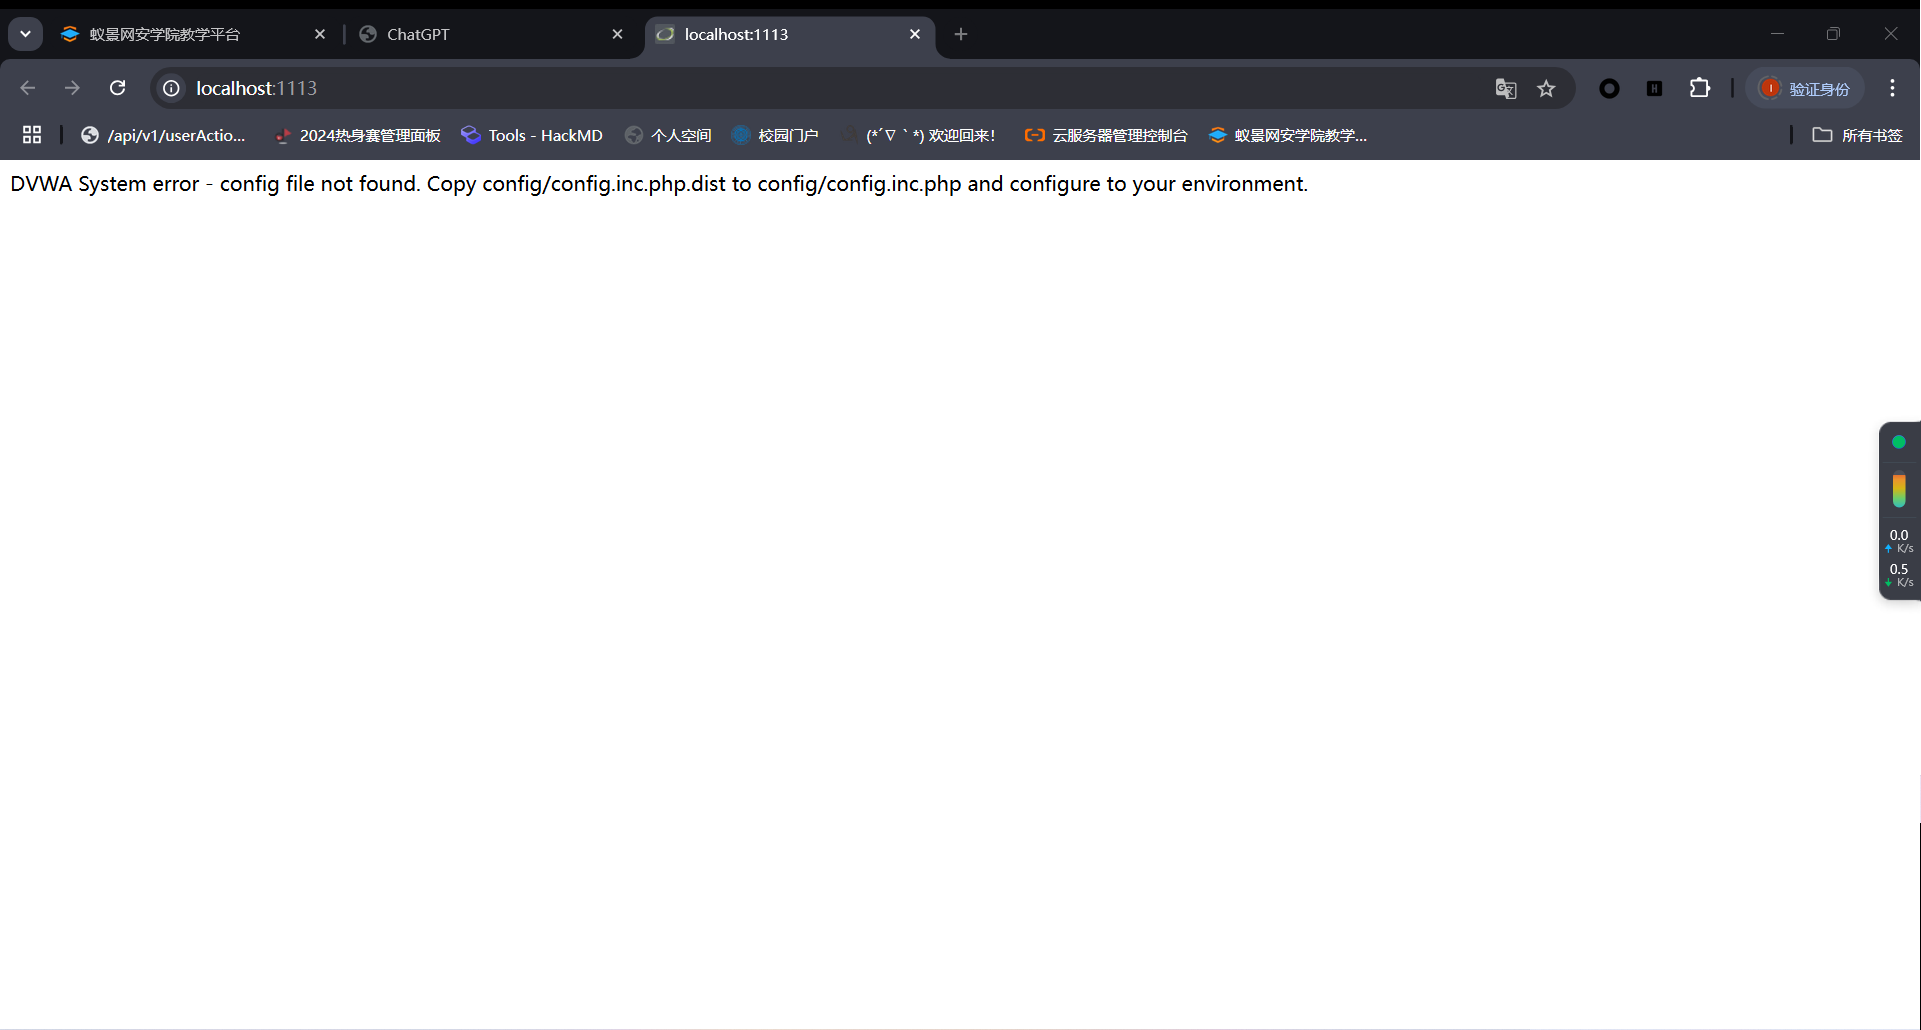 蚁景网安学院教学平台
ChatGPT
localhost:1113
localhost:1113
验证身份
/api/v1/userActio...
2024热身赛管理面板
Tools - HackMD
个人空间
校园门户
(*´∇｀*) 欢迎回来！
云服务器管理控制台
蚁景网安学院教学...
所有书签
DVWA System error - config file not found. Copy config/config.inc.php.dist to config/config.inc.php and configure to your environment.
0.0
K/s
0.5
K/s